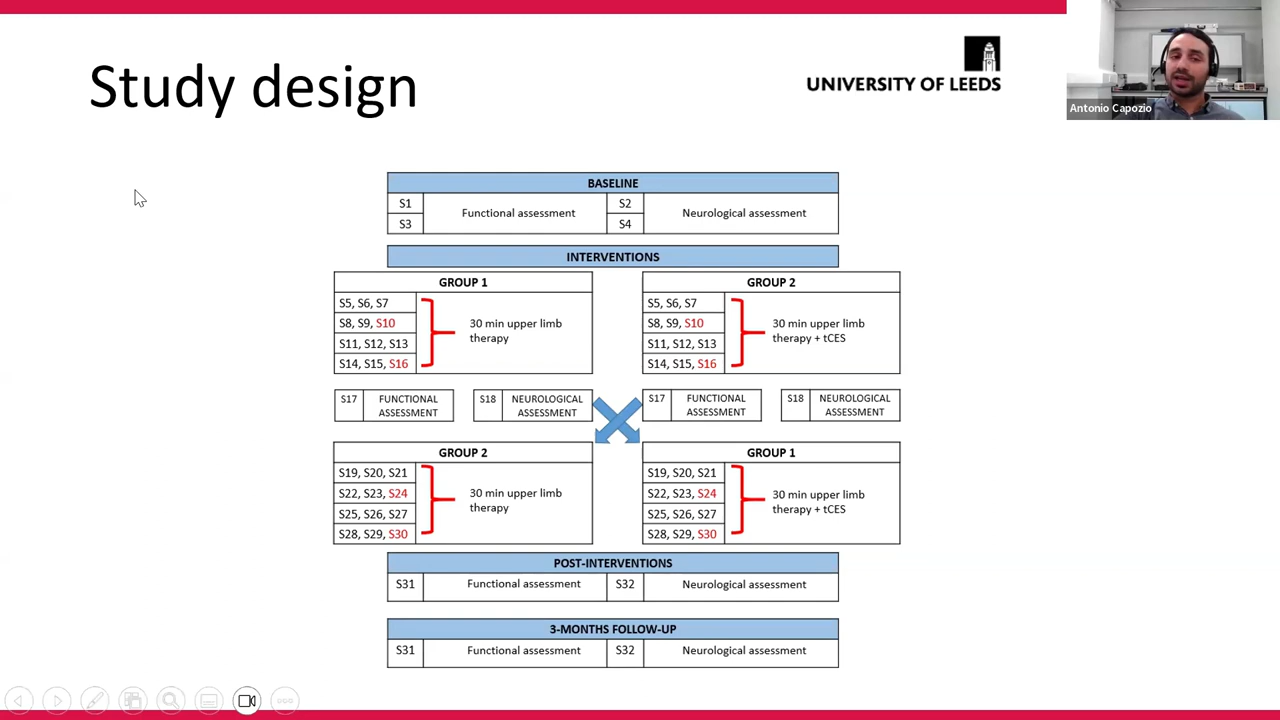 Study design
UNIVERSITY OF LEEDS
Antonio Capozio
BASELINE
S1
Functional assessment
S2
Neurological assessment
S3
S4
INTERVENTIONS
GROUP 1
S5, S6, S7
S8, S9, S10
S11, S12, S13
S14, S15, S16
30 min upper limb
therapy
GROUP 2
S5, S6, S7
S8, S9, S10
S11, S12, S13
S14, S15, S16
30 min upper limb
therapy + tCES
S17
FUNCTIONAL
ASSESSMENT
S18
NEUROLOGICAL
ASSESSMENT
S17
FUNCTIONAL
ASSESSMENT
S18
NEUROLOGICAL
ASSESSMENT
GROUP 2
S19, S20, S21
S22, S23, S24
S25, S26, S27
S28, S29, S30
30 min upper limb
therapy
GROUP 1
S19, S20, S21
S22, S23, S24
S25, S26, S27
S28, S29, S30
30 min upper limb
therapy + tCES
POST-INTERVENTIONS
S31
Functional assessment
S32
Neurological assessment
3-MONTHS FOLLOW-UP
S31
Functional assessment
S32
Neurological assessment